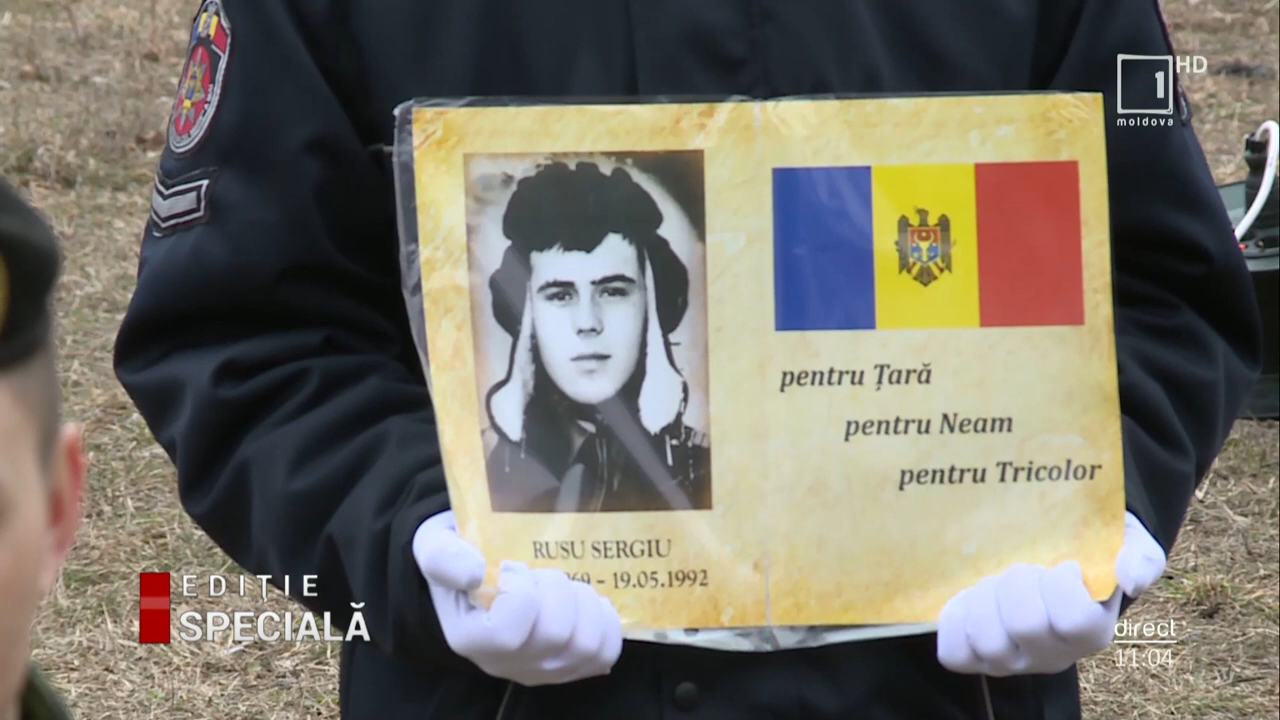 1 HD
moldova
pentru Țară
pentru Neam
pentru Tricolor
RUSU SERGIU
69 - 19.05.1992
EDIȚIE
SPECIALĂ
direct
11:04